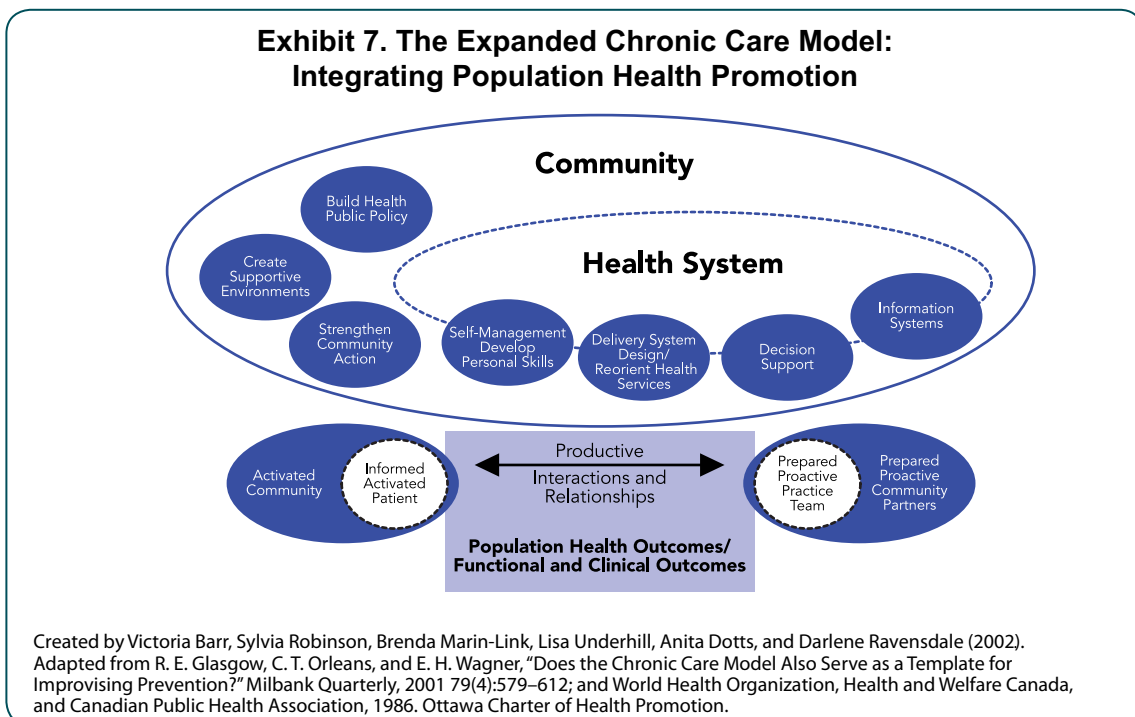 Exhibit 7. The Expanded Chronic Care Model:
Integrating Population Health Promotion
Community
Build Health
Public Policy
Create
Supportive
Environments
Strengthen
Community
Action
Health System
Self-Management
Develop
Personal Skills
Delivery System
Design/
Reorient Health
Services
Decision
Support
Information
Systems
Activated
Community
Informed
Activated
Patient
Productive
Interactions and
Relationships
Prepared
Proactive
Practice
Team
Prepared
Proactive
Community
Partners
Population Health Outcomes/
Functional and Clinical Outcomes
Created by Victoria Barr, Sylvia Robinson, Brenda Marin-Link, Lisa Underhill, Anita Dotts, and Darlene Ravensdale (2002).
Adapted from R. E. Glasgow, C. T. Orleans, and E. H. Wagner, “Does the Chronic Care Model Also Serve as a Template for
Improvising Prevention?” Milbank Quarterly, 2001 79(4):579–612; and World Health Organization, Health and Welfare Canada,
and Canadian Public Health Association, 1986. Ottawa Charter of Health Promotion.